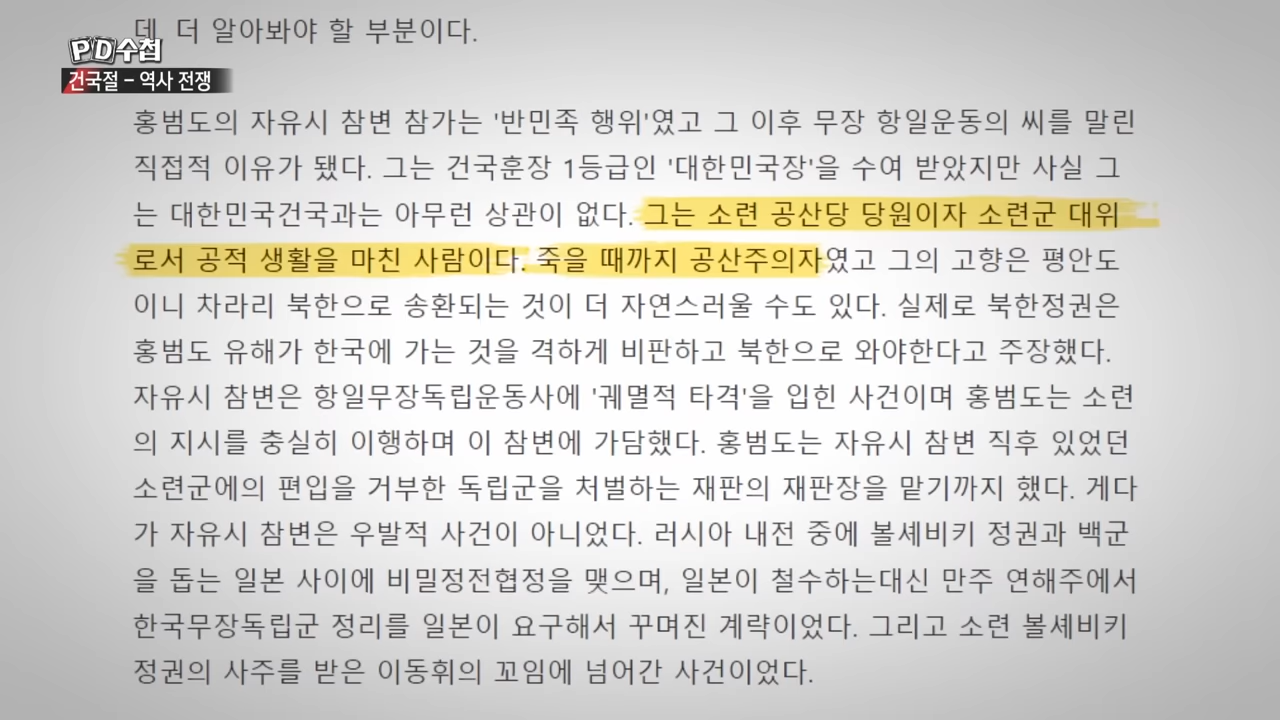 데 더 알아봐야 할 부분이다.
PD수첩
건국절 - 역사 전쟁
홍범도의 자유시 참변 참가는 '반민족 행위'였고 그 이후 무장 항일운동의 씨를 말린
직접적 이유가 됐다. 그는 건국훈장 1등급인 '대한민국장'을 수여 받았지만 사실 그
는 대한민국건국과는 아무런 상관이 없다. 그는 소련 공산당 당원이자 소련군 대위
로서 공적 생활을 마친 사람이다. 죽을 때까지 공산주의자였고 그의 고향은 평안도
이니 차라리 북한으로 송환되는 것이 더 자연스러울 수도 있다. 실제로 북한정권은
홍범도 유해가 한국에 가는 것을 격하게 비판하고 북한으로 와야한다고 주장했다.
자유시 참변은 항일무장독립운동사에 '궤멸적 타격'을 입힌 사건이며 홍범도는 소련
의 지시를 충실히 이행하며 이 참변에 가담했다. 홍범도는 자유시 참변 직후 있었던
소련군에의 편입을 거부한 독립군을 처벌하는 재판의 재판장을 맡기까지 했다. 게다
가 자유시 참변은 우발적 사건이 아니었다. 러시아 내전 중에 볼셰비키 정권과 백군
을 돕는 일본 사이에 비밀정전협정을 맺으며, 일본이 철수하는대신 만주 연해주에서
한국무장독립군 정리를 일본이 요구해서 꾸며진 계략이었다. 그리고 소련 볼셰비키
정권의 사주를 받은 이동휘의 꼬임에 넘어간 사건이었다.